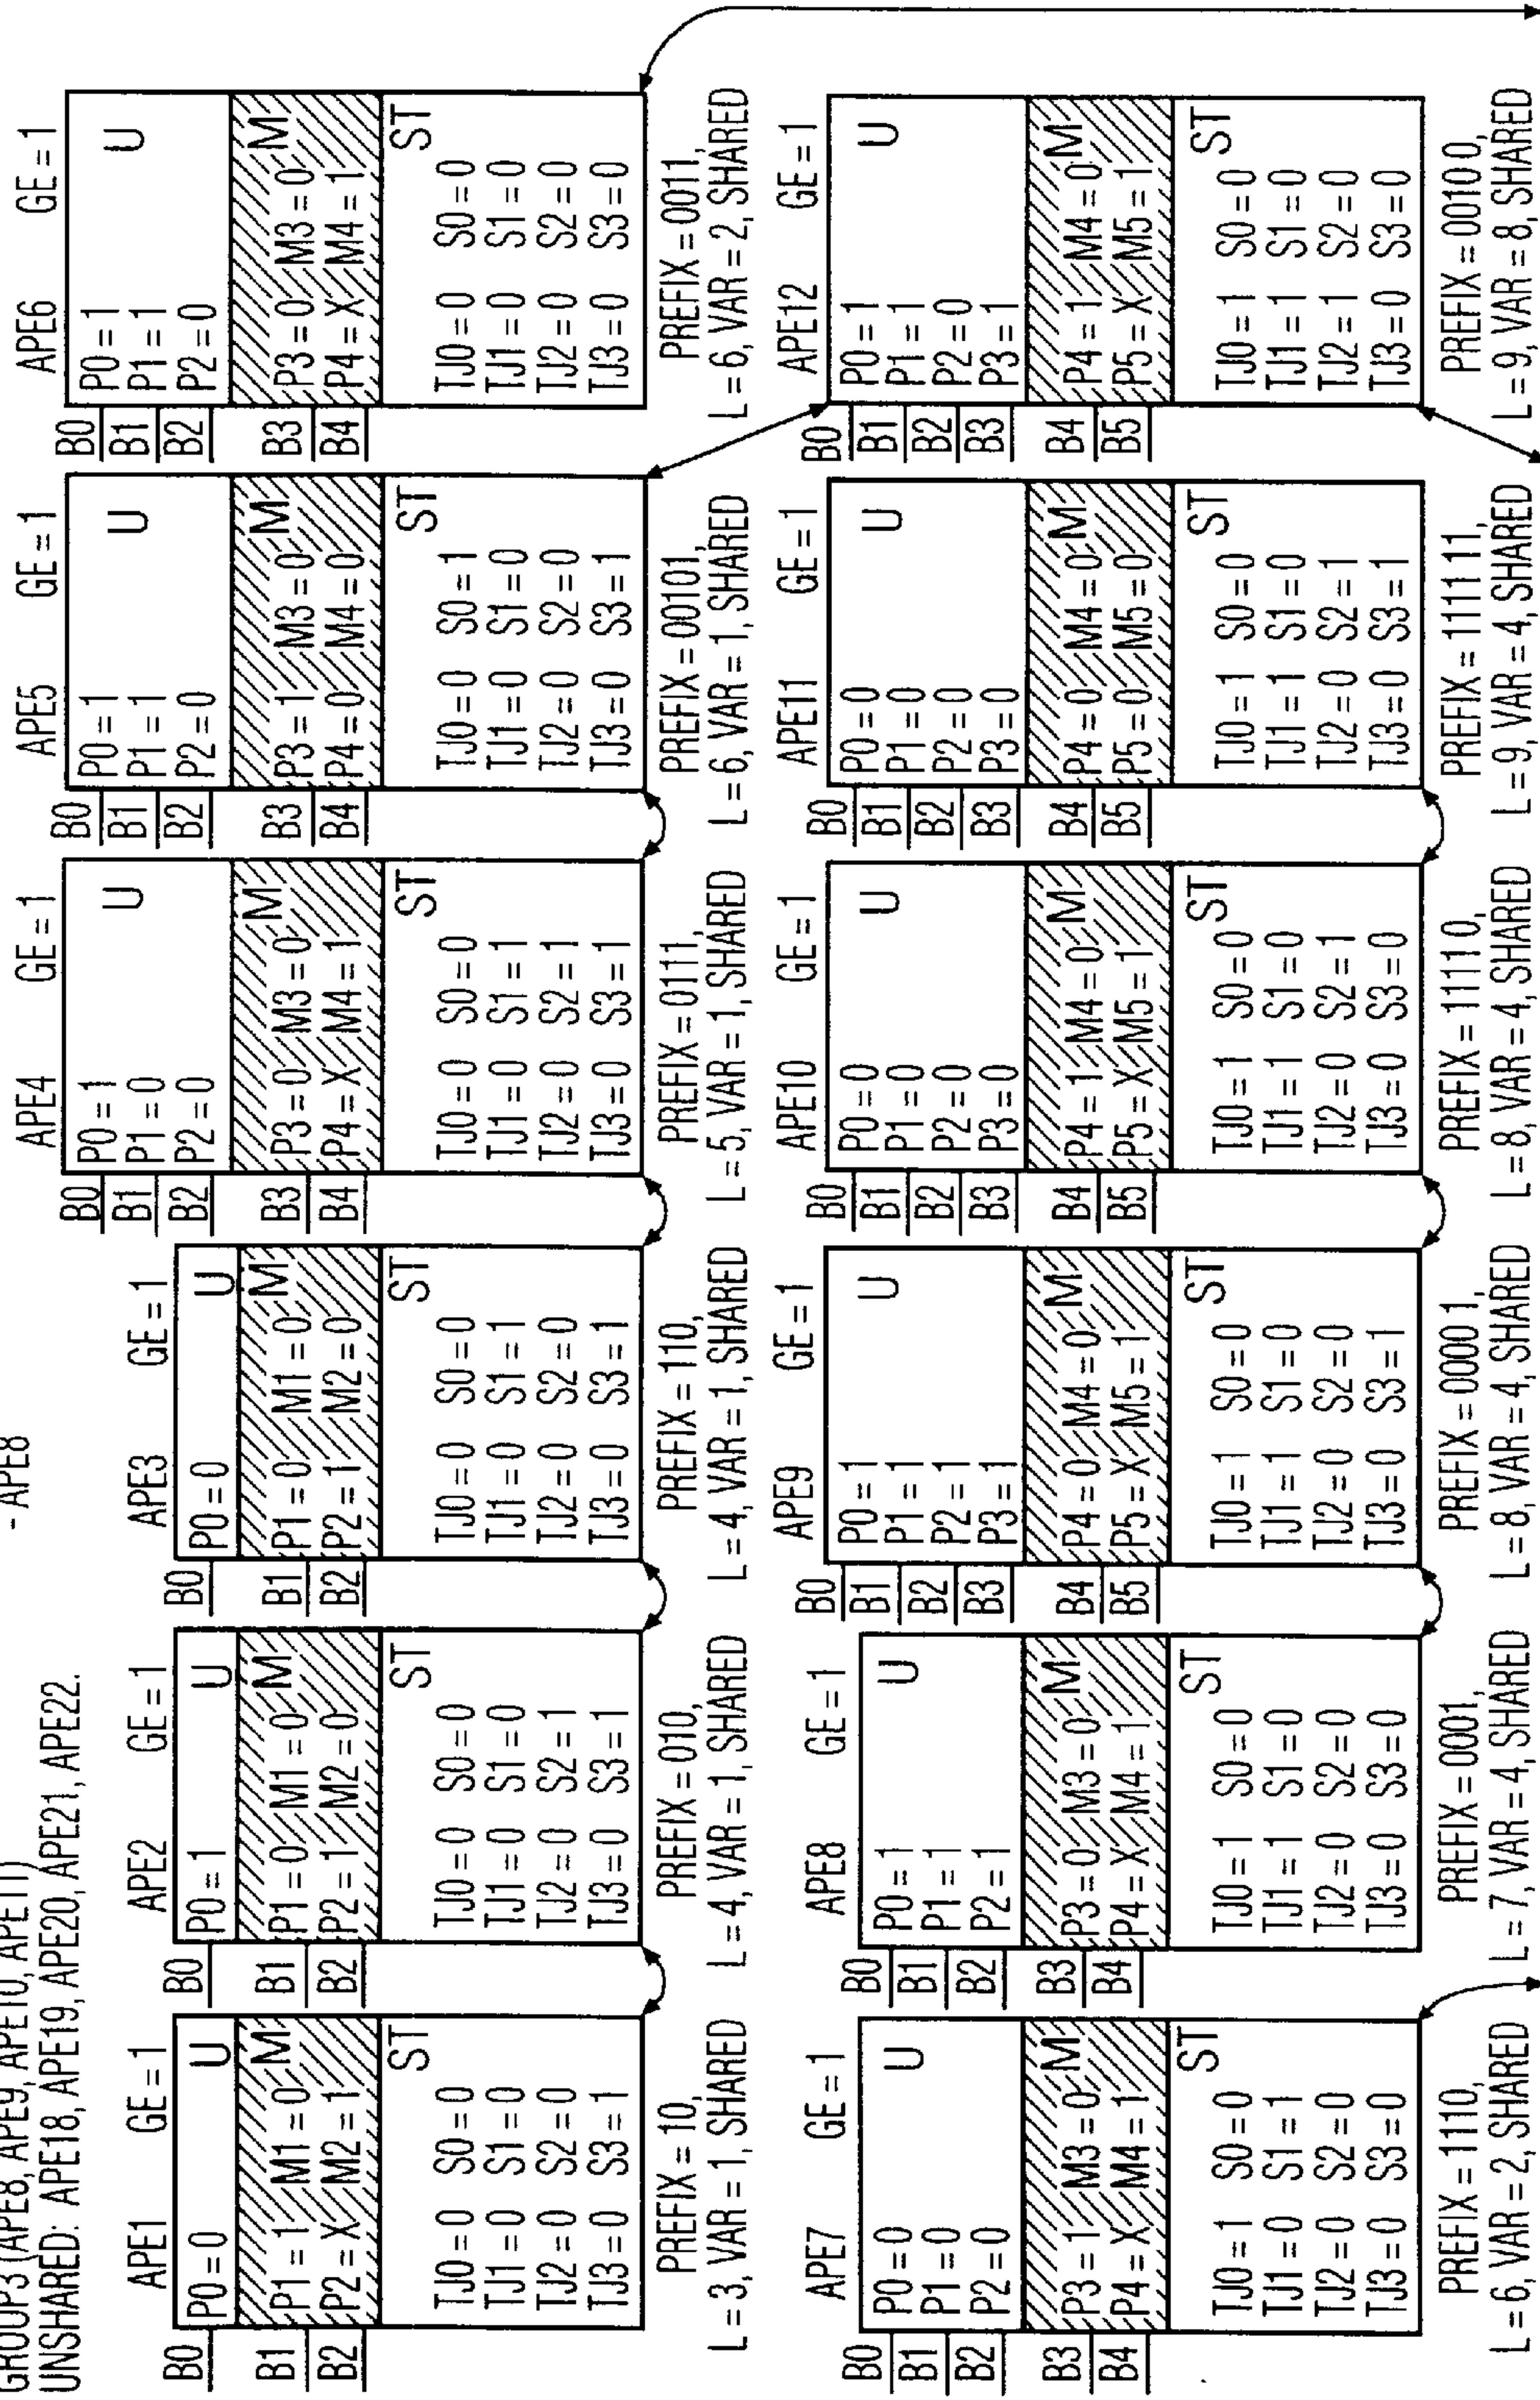 - APE8
GROUP3 (APE8, APE9, APE10, APE11)
UNSHARED: APE18, APE19, APE20, APE21, APE22.
APE1 GE = 1
B0 P0 = 0 U
B1 P1 = 1 M1 = 0 M
B2 P2 = X M2 = 1
ST
TJ0 = 0 S0 = 0
TJ1 = 0 S1 = 0
TJ2 = 0 S2 = 0
TJ3 = 0 S3 = 1
PREFIX = 10,
L = 3, VAR = 1, SHARED
APE2 GE = 1
B0 P0 = 1 U
B1 P1 = 0 M1 = 0 M
B2 P2 = 1 M2 = 0
ST
TJ0 = 0 S0 = 0
TJ1 = 0 S1 = 0
TJ2 = 0 S2 = 1
TJ3 = 0 S3 = 1
PREFIX = 010,
L = 4, VAR = 1, SHARED
APE3 GE = 1
B0 P0 = 0 U
B1 P1 = 0 M1 = 0 M
B2 P2 = 1 M2 = 0
ST
TJ0 = 0 S0 = 0
TJ1 = 0 S1 = 1
TJ2 = 0 S2 = 0
TJ3 = 0 S3 = 1
PREFIX = 110,
L = 4, VAR = 1, SHARED
APE4 GE = 1
B0 P0 = 1
B1 P1 = 0 U
B2 P2 = 0
B3 P3 = 0 M3 = 0 M
B4 P4 = X M4 = 1
ST
TJ0 = 0 S0 = 0
TJ1 = 0 S1 = 1
TJ2 = 0 S2 = 1
TJ3 = 0 S3 = 1
PREFIX = 0111,
L = 5, VAR = 1, SHARED
APE5 GE = 1
B0 P0 = 1
B1 P1 = 1 U
B2 P2 = 0
B3 P3 = 1 M3 = 0 M
B4 P4 = 0 M4 = 0
ST
TJ0 = 0 S0 = 1
TJ1 = 0 S1 = 0
TJ2 = 0 S2 = 0
TJ3 = 0 S3 = 1
PREFIX = 00101,
L = 6, VAR = 1, SHARED
APE6 GE = 1
B0 P0 = 1
B1 P1 = 1 U
B2 P2 = 0
B3 P3 = 0 M3 = 0 M
B4 P4 = X M4 = 1
ST
TJ0 = 0 S0 = 0
TJ1 = 0 S1 = 0
TJ2 = 0 S2 = 0
TJ3 = 0 S3 = 0
PREFIX = 0011,
L = 6, VAR = 2, SHARED
APE7 GE = 1
B0 P0 = 0
B1 P1 = 0 U
B2 P2 = 0
B3 P3 = 1 M3 = 0 M
B4 P4 = X M4 = 1
ST
TJ0 = 1 S0 = 0
TJ1 = 0 S1 = 1
TJ2 = 0 S2 = 0
TJ3 = 0 S3 = 0
PREFIX = 1110,
L = 6, VAR = 2, SHARED
APE8 GE = 1
B0 P0 = 1
B1 P1 = 1 U
B2 P2 = 1
B3 P3 = 0 M3 = 0 M
B4 P4 = X M4 = 1
ST
TJ0 = 1 S0 = 0
TJ1 = 1 S1 = 0
TJ2 = 0 S2 = 0
TJ3 = 0 S3 = 0
PREFIX = 0001,
L = 7, VAR = 4, SHARED
APE9 GE = 1
B0 P0 = 1
B1 P1 = 1 U
B2 P2 = 1
B3 P3 = 1
B4 P4 = 0 M4 = 0 M
B5 P5 = X M5 = 1
ST
TJ0 = 1 S0 = 0
TJ1 = 1 S1 = 0
TJ2 = 0 S2 = 0
TJ3 = 0 S3 = 1
PREFIX = 00001,
L = 8, VAR = 4, SHARED
APE10 GE = 1
B0 P0 = 0
B1 P1 = 0 U
B2 P2 = 0
B3 P3 = 0
B4 P4 = 1 M4 = 0 M
B5 P5 = X M5 = 1
ST
TJ0 = 1 S0 = 0
TJ1 = 1 S1 = 0
TJ2 = 0 S2 = 1
TJ3 = 0 S3 = 0
PREFIX = 11110,
L = 8, VAR = 4, SHARED
APE11 GE = 1
B0 P0 = 0
B1 P1 = 0 U
B2 P2 = 0
B3 P3 = 0
B4 P4 = 0 M4 = 0 M
B5 P5 = 0 M5 = 0
ST
TJ0 = 1 S0 = 0
TJ1 = 1 S1 = 0
TJ2 = 0 S2 = 1
TJ3 = 0 S3 = 1
PREFIX = 111111,
L = 9, VAR = 4, SHARED
APE12 GE = 1
B0 P0 = 1
B1 P1 = 1 U
B2 P2 = 0
B3 P3 = 1
B4 P4 = 1 M4 = 0 M
B5 P5 = X M5 = 1
ST
TJ0 = 1 S0 = 0
TJ1 = 1 S1 = 0
TJ2 = 1 S2 = 0
TJ3 = 0 S3 = 0
PREFIX = 00100,
L = 9, VAR = 8, SHARED